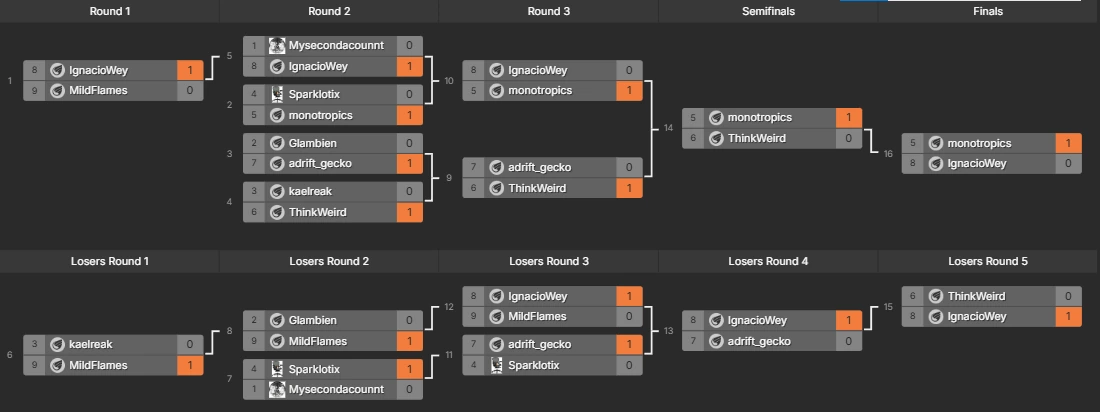 Round 1 Round 2 Round 3 Semifinals Finals
1
8 IgnacioWey 1
9 MildFlames 0
5
1 Mysecondacounnt 0
8 IgnacioWey 1
2
4 Sparklotix 0
5 monotropics 1
3
2 Glambien 0
7 adrift_gecko 1
4
3 kaelreak 0
6 ThinkWeird 1
10
8 IgnacioWey 0
5 monotropics 1
9
7 adrift_gecko 0
6 ThinkWeird 1
14
5 monotropics 1
6 ThinkWeird 0
16
5 monotropics 1
8 IgnacioWey 0
Losers Round 1 Losers Round 2 Losers Round 3 Losers Round 4 Losers Round 5
6
3 kaelreak 0
9 MildFlames 1
8
2 Glambien 0
9 MildFlames 1
7
4 Sparklotix 1
1 Mysecondacounnt 0
12
8 IgnacioWey 1
9 MildFlames 0
11
7 adrift_gecko 1
4 Sparklotix 0
13
8 IgnacioWey 1
7 adrift_gecko 0
15
6 ThinkWeird 0
8 IgnacioWey 1